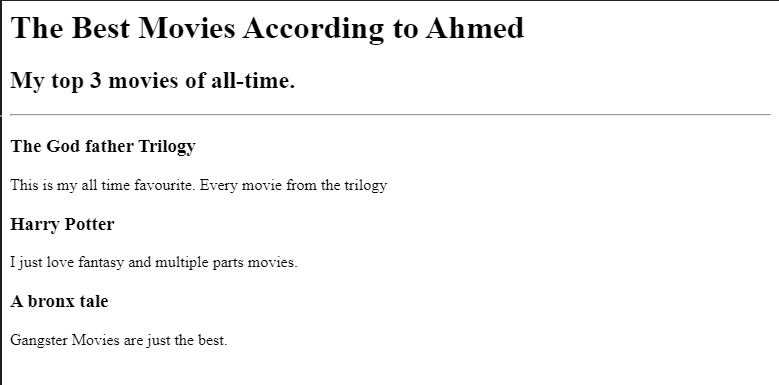 The Best Movies According to Ahmed
My top 3 movies of all-time.
The God father Trilogy
This is my all time favourite. Every movie from the trilogy
Harry Potter
I just love fantasy and multiple parts movies.
A bronx tale
Gangster Movies are just the best.